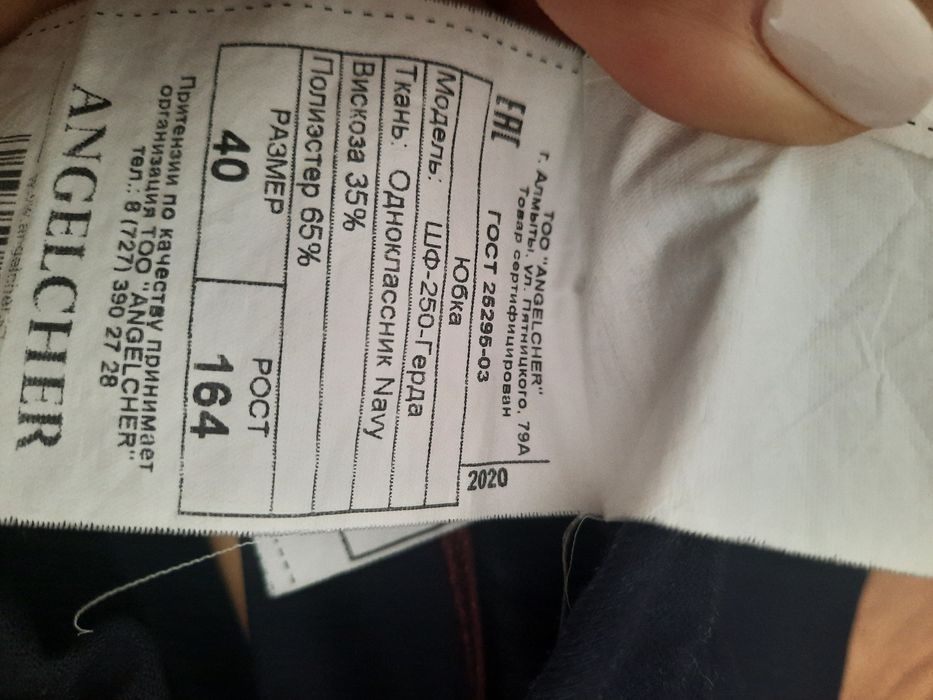 ТОО "ANGELCHER"
г. Алматы, ул. Пятницкого, 79А
Товар сертифицирован
EAC ГОСТ 25295-03 2020
Юбка
Модель: ШФ-250-Герда
Ткань: Одноклассник Navy
Вискоза 35%
Полиэстер 65%
РАЗМЕР РОСТ
40 164
Притензии по качеству принимает
организация ТОО "ANGELCHER"
тел.: 8 (727) 390 27 28
ANGELCHER